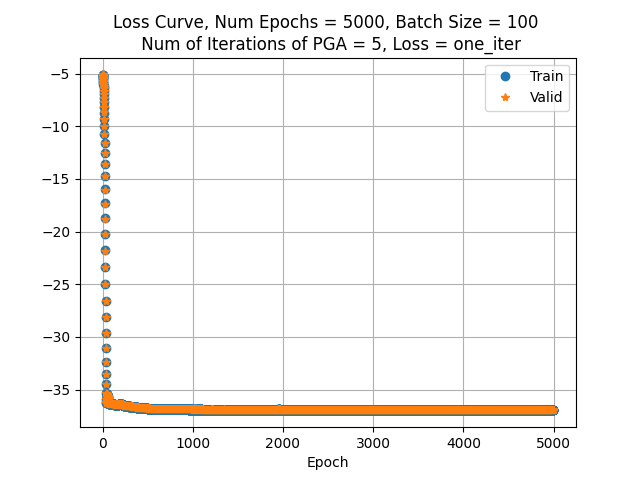 Loss Curve, Num Epochs = 5000, Batch Size = 100
Num of Iterations of PGA = 5, Loss = one_iter
Train
Valid
−5
−10
−15
−20
−25
−30
−35
0 1000 2000 3000 4000 5000
Epoch